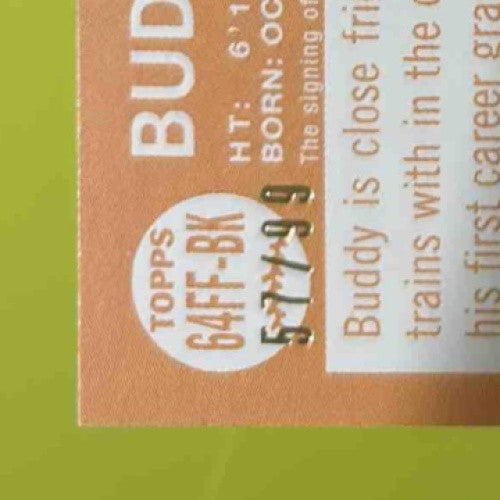 BUD
HT: 6'1
BORN: OC
The signing of
TOPPS
64FF-BK
57/99
Buddy is close frie
trains with in the o
his first career gra